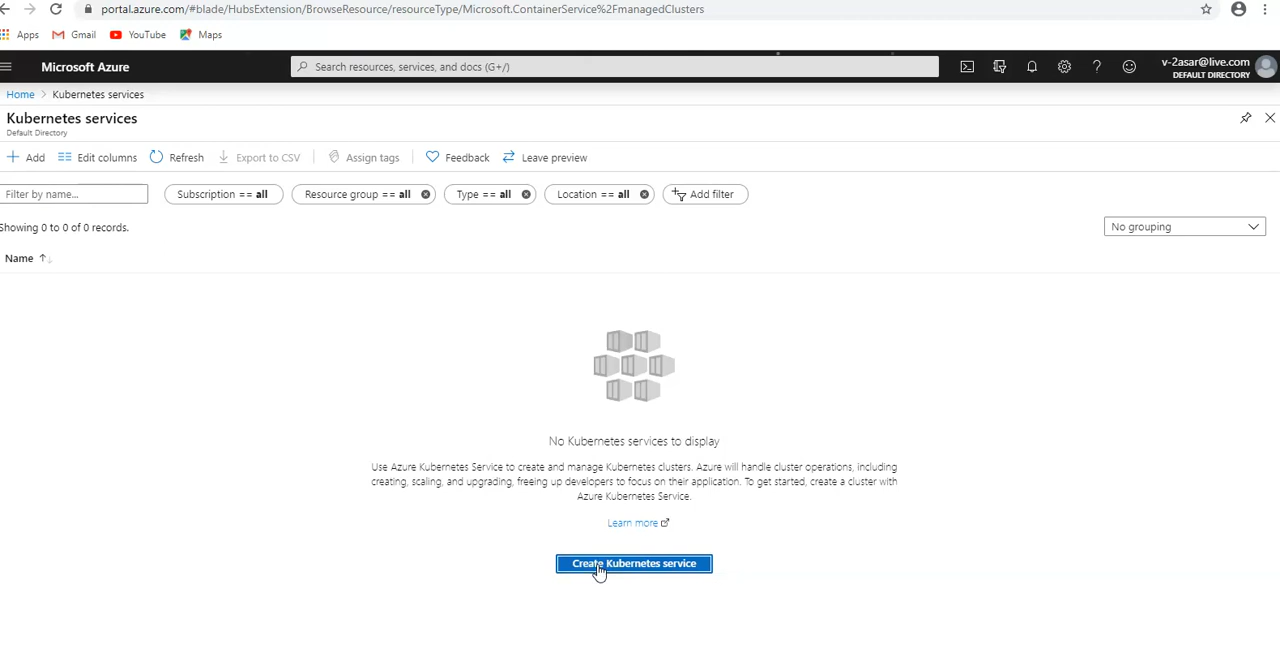 portal.azure.com/#blade/HubsExtension/BrowseResource/resourceType/Microsoft.ContainerService%2FmanagedClusters
Apps Gmail YouTube Maps
Microsoft Azure Search resources, services, and docs (G+/) v-2asar@live.com
DEFAULT DIRECTORY
Home > Kubernetes services
Kubernetes services
Default Directory
Add Edit columns Refresh Export to CSV Assign tags Feedback Leave preview
Filter by name... Subscription == all Resource group == all Type == all Location == all Add filter
Showing 0 to 0 of 0 records. No grouping
Name
No Kubernetes services to display
Use Azure Kubernetes Service to create and manage Kubernetes clusters. Azure will handle cluster operations, including
creating, scaling, and upgrading, freeing up developers to focus on their application. To get started, create a cluster with
Azure Kubernetes Service.
Learn more
Create Kubernetes service